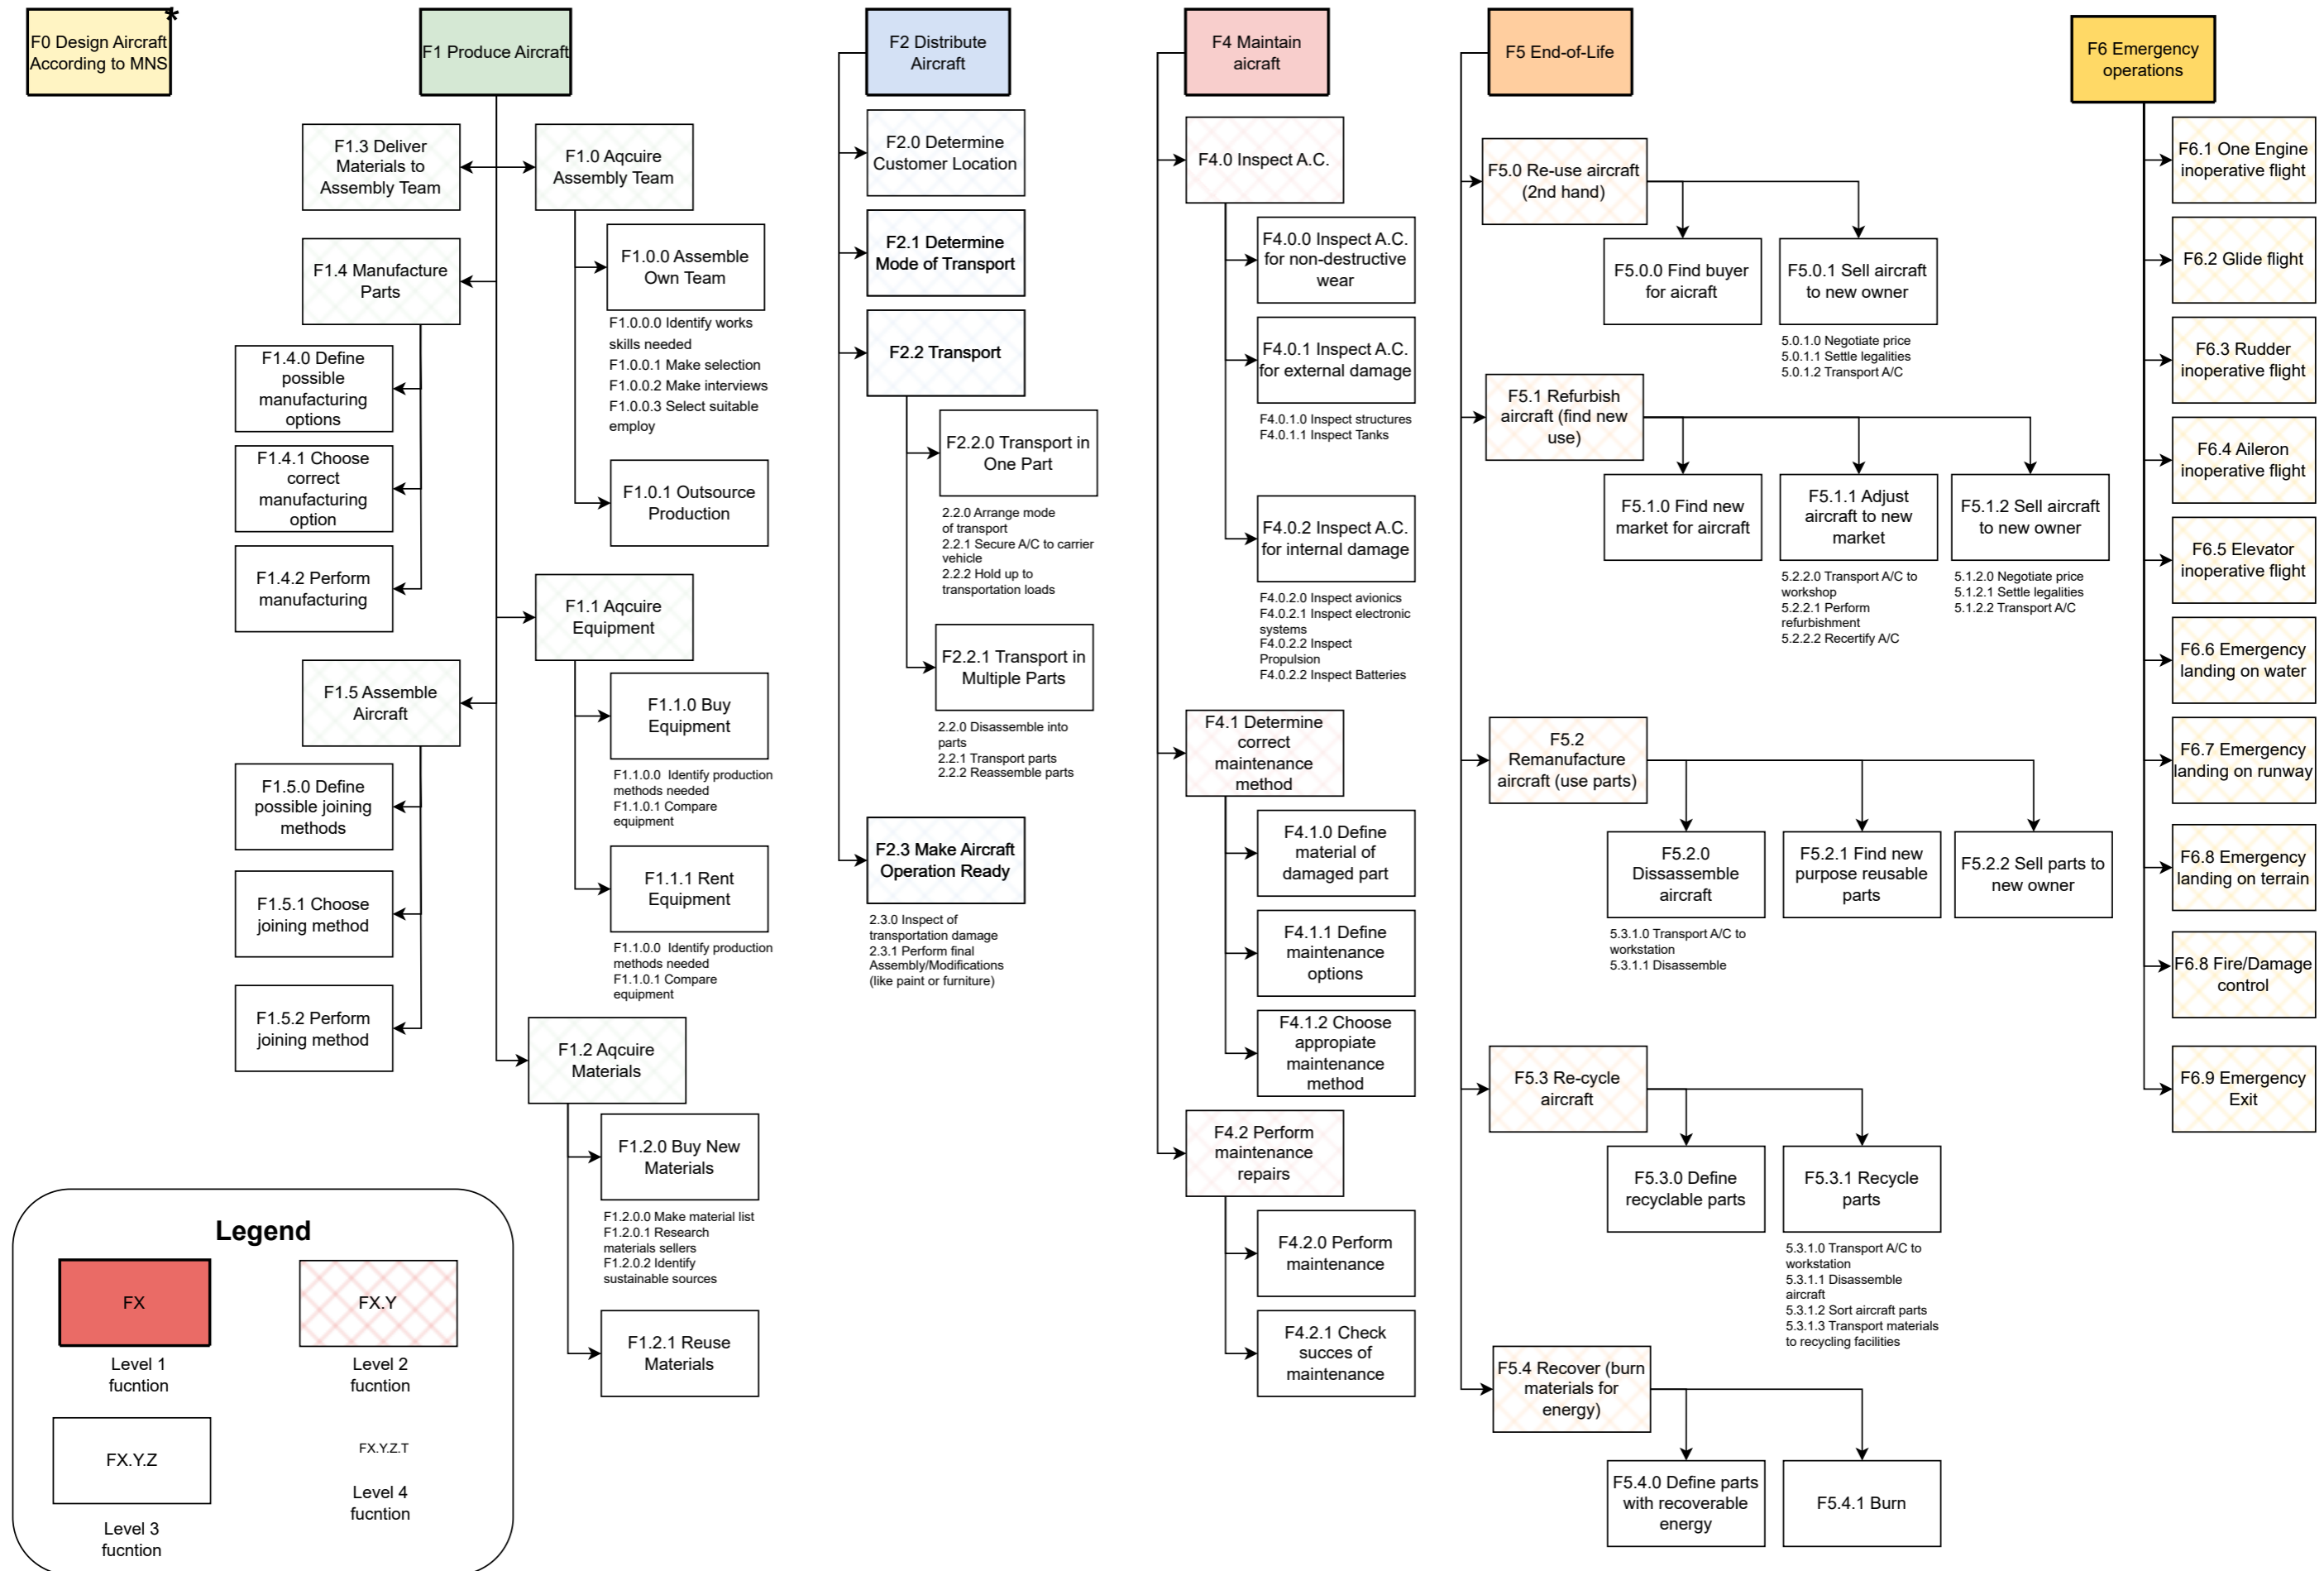 F0 Design Aircraft
According to MNS
*
F1 Produce Aircraft
F1.3 Deliver
Materials to
Assembly Team
F1.0 Aqcuire
Assembly Team
F1.0.0 Assemble
Own Team
F1.0.0.0 Identify works
skills needed
F1.0.0.1 Make selection
F1.0.0.2 Make interviews
F1.0.0.3 Select suitable
employ
F1.0.1 Outsource
Production
F1.4 Manufacture
Parts
F1.4.0 Define
possible
manufacturing
options
F1.4.1 Choose
correct
manufacturing
option
F1.4.2 Perform
manufacturing
F1.1 Aqcuire
Equipment
F1.1.0 Buy
Equipment
F1.1.0.0  Identify production
methods needed
F1.1.0.1 Compare
equipment
F1.1.1 Rent
Equipment
F1.1.0.0  Identify production
methods needed
F1.1.0.1 Compare
equipment
F1.5 Assemble
Aircraft
F1.5.0 Define
possible joining
methods
F1.5.1 Choose
joining method
F1.5.2 Perform
joining method
F1.2 Aqcuire
Materials
F1.2.0 Buy New
Materials
F1.2.0.0 Make material list
F1.2.0.1 Research
materials sellers
F1.2.0.2 Identify
sustainable sources
F1.2.1 Reuse
Materials
F2 Distribute
Aircraft
F2.0 Determine
Customer Location
F2.1 Determine
Mode of Transport
F2.2 Transport
F2.2.0 Transport in
One Part
2.2.0 Arrange mode
of transport
2.2.1 Secure A/C to carrier
vehicle
2.2.2 Hold up to
transportation loads
F2.2.1 Transport in
Multiple Parts
2.2.0 Disassemble into
parts
2.2.1 Transport parts
2.2.2 Reassemble parts
F2.3 Make Aircraft
Operation Ready
2.3.0 Inspect of
transportation damage
2.3.1 Perform final
Assembly/Modifications
(like paint or furniture)
F4 Maintain
aicraft
F4.0 Inspect A.C.
F4.0.0 Inspect A.C.
for non-destructive
wear
F4.0.1 Inspect A.C.
for external damage
F4.0.1.0 Inspect structures
F4.0.1.1 Inspect Tanks
F4.0.2 Inspect A.C.
for internal damage
F4.0.2.0 Inspect avionics
F4.0.2.1 Inspect electronic
systems
F4.0.2.2 Inspect
Propulsion
F4.0.2.2 Inspect Batteries
F4.1 Determine
correct
maintenance
method
F4.1.0 Define
material of
damaged part
F4.1.1 Define
maintenance
options
F4.1.2 Choose
appropiate
maintenance
method
F4.2 Perform
maintenance
repairs
F4.2.0 Perform
maintenance
F4.2.1 Check
succes of
maintenance
F5 End-of-Life
F5.0 Re-use aircraft
(2nd hand)
F5.0.0 Find buyer
for aicraft
F5.0.1 Sell aircraft
to new owner
5.0.1.0 Negotiate price
5.0.1.1 Settle legalities
5.0.1.2 Transport A/C
F5.1 Refurbish
aircraft (find new
use)
F5.1.0 Find new
market for aircraft
F5.1.1 Adjust
aircraft to new
market
5.2.2.0 Transport A/C to
workshop
5.2.2.1 Perform
refurbishment
5.2.2.2 Recertify A/C
F5.1.2 Sell aircraft
to new owner
5.1.2.0 Negotiate price
5.1.2.1 Settle legalities
5.1.2.2 Transport A/C
F5.2
Remanufacture
aircraft (use parts)
F5.2.0
Dissassemble
aircraft
5.3.1.0 Transport A/C to
workstation
5.3.1.1 Disassemble
F5.2.1 Find new
purpose reusable
parts
F5.2.2 Sell parts to
new owner
F5.3 Re-cycle
aircraft
F5.3.0 Define
recyclable parts
F5.3.1 Recycle
parts
5.3.1.0 Transport A/C to
workstation
5.3.1.1 Disassemble
aircraft
5.3.1.2 Sort aircraft parts
5.3.1.3 Transport materials
to recycling facilities
F5.4 Recover (burn
materials for
energy)
F5.4.0 Define parts
with recoverable
energy
F5.4.1 Burn
F6 Emergency
operations
F6.1 One Engine
inoperative flight
F6.2 Glide flight
F6.3 Rudder
inoperative flight
F6.4 Aileron
inoperative flight
F6.5 Elevator
inoperative flight
F6.6 Emergency
landing on water
F6.7 Emergency
landing on runway
F6.8 Emergency
landing on terrain
F6.8 Fire/Damage
control
F6.9 Emergency
Exit
Legend
FX
Level 1
fucntion
FX.Y
Level 2
fucntion
FX.Y.Z
Level 3
fucntion
FX.Y.Z.T
Level 4
fucntion